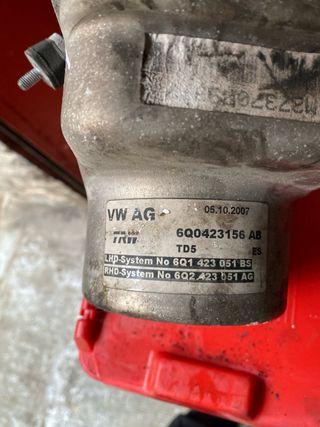 VW AG 05.10.2007
TRW 6Q0423156 AB
TD5 ES
LHD-System No 6Q1 423 051 BS
RHD-System No 6Q2 423 051 AG